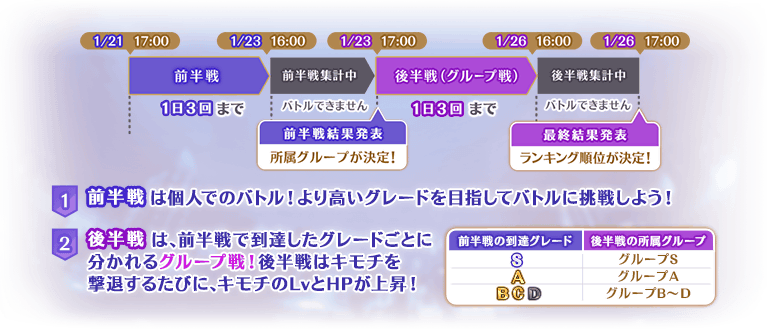 1/21 17:00 1/23 16:00 1/23 17:00 1/26 16:00 1/26 17:00
前半戦 前半戦集計中 後半戦(グループ戦) 後半戦集計中
1日3回 まで バトルできません 1日3回 まで バトルできません
前半戦結果発表 最終結果発表
所属グループが決定! ランキング順位が決定!
1 前半戦 は個人でのバトル!より高いグレードを目指してバトルに挑戦しよう!
2 後半戦 は、前半戦で到達したグレードごとに
分かれるグループ戦!後半戦はキモチを
撃退するたびに、キモチのLvとHPが上昇!
前半戦の到達グレード 後半戦の所属グループ
S グループS
A グループA
B C D グループB〜D